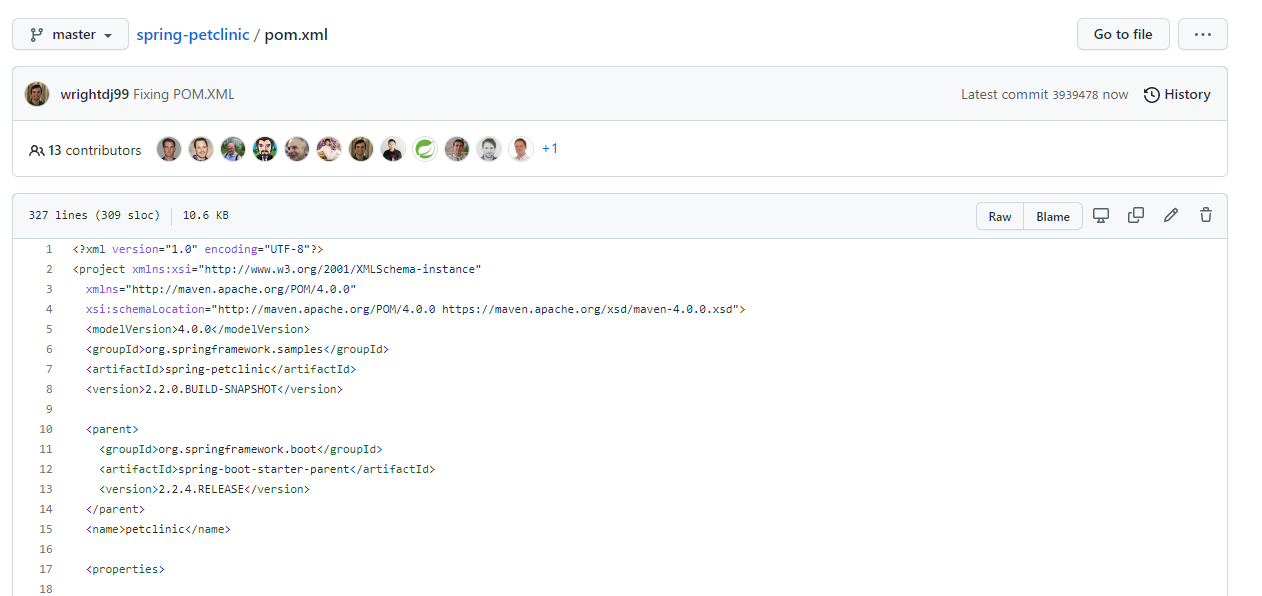 master spring-petclinic / pom.xml Go to file ...
wrightdj99 Fixing POM.XML Latest commit 3939478 now History
13 contributors +1
327 lines (309 sloc) 10.6 KB Raw Blame
1 <?xml version="1.0" encoding="UTF-8"?>
2 <project xmlns:xsi="http://www.w3.org/2001/XMLSchema-instance"
3 xmlns="http://maven.apache.org/POM/4.0.0"
4 xsi:schemaLocation="http://maven.apache.org/POM/4.0.0 https://maven.apache.org/xsd/maven-4.0.0.xsd">
5 <modelVersion>4.0.0</modelVersion>
6 <groupId>org.springframework.samples</groupId>
7 <artifactId>spring-petclinic</artifactId>
8 <version>2.2.0.BUILD-SNAPSHOT</version>
9
10 <parent>
11 <groupId>org.springframework.boot</groupId>
12 <artifactId>spring-boot-starter-parent</artifactId>
13 <version>2.2.4.RELEASE</version>
14 </parent>
15 <name>petclinic</name>
16
17 <properties>
18